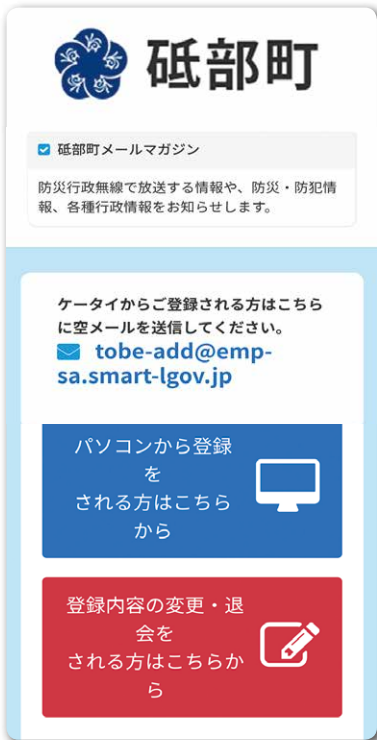 砥部町
砥部町メールマガジン
防災行政無線で放送する情報や、防災・防犯情
報、各種行政情報をお知らせします。
ケータイからご登録される方はこちら
に空メールを送信してください。
tobe-add@emp-
sa.smart-lgov.jp
パソコンから登録
を
される方はこちら
から
登録内容の変更・退
会を
される方はこちらか
ら